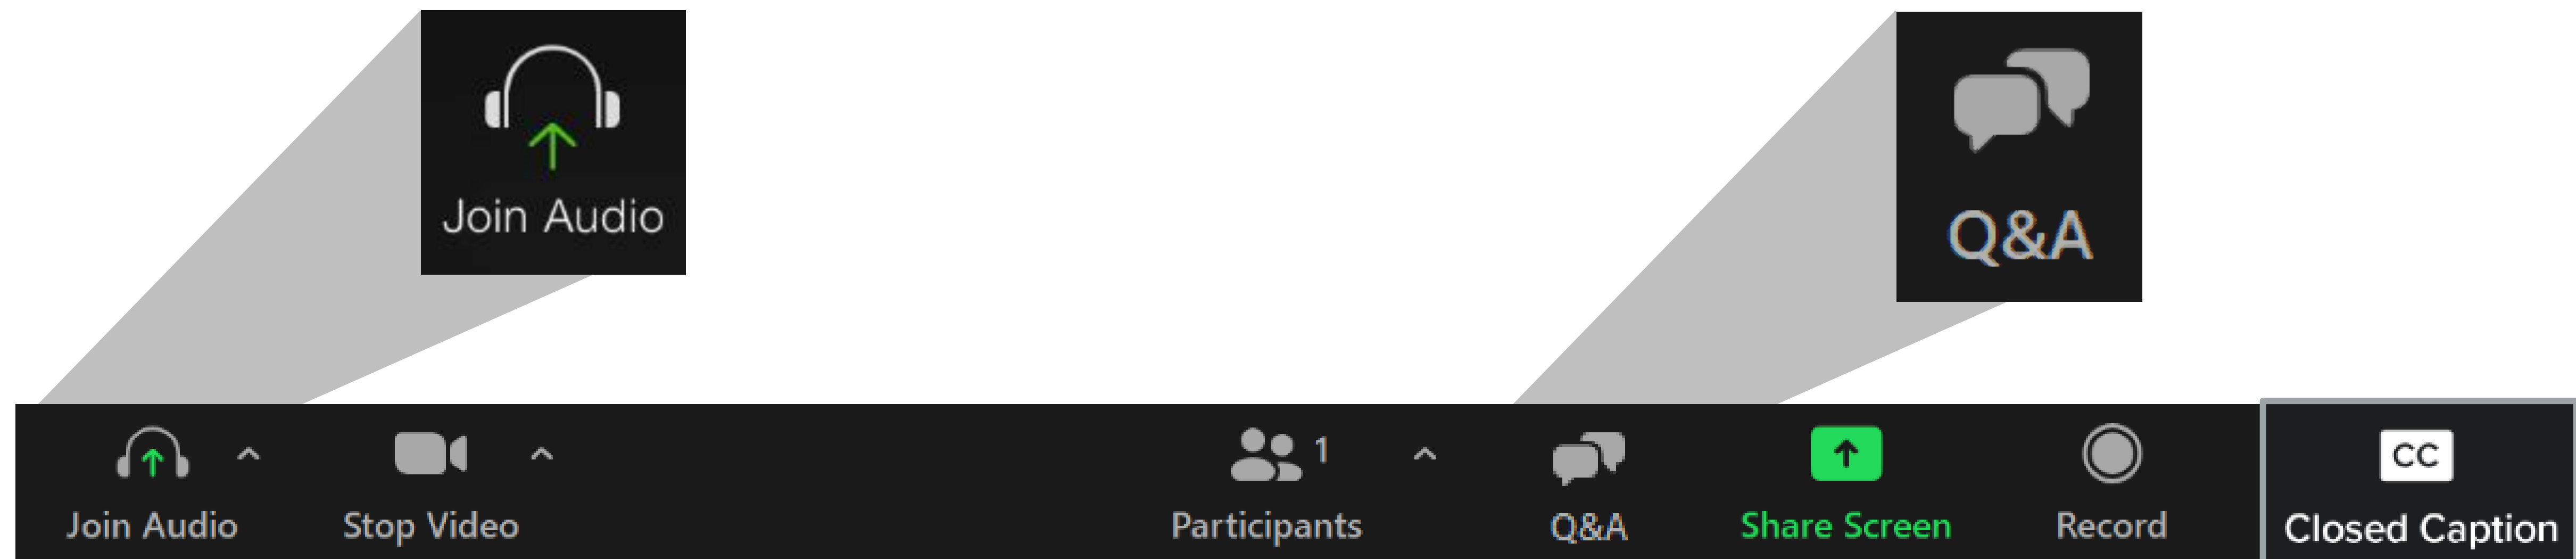 Join Audio
Q&A
1
CC
Join Audio
Stop Video
Participants
Q&A
Share Screen
Record
Closed Caption